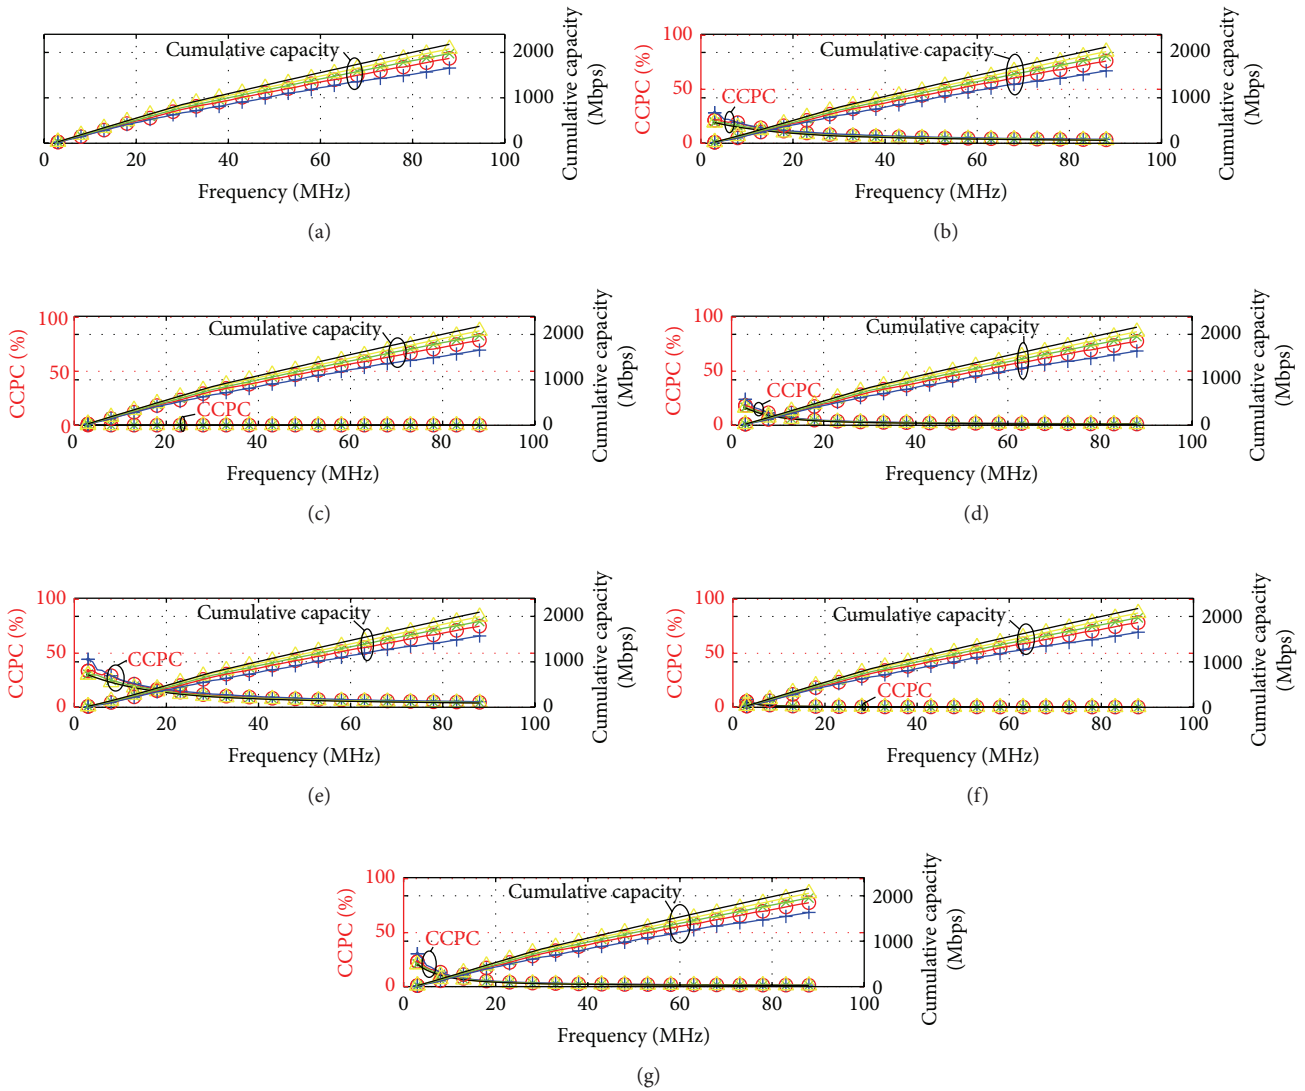 Cumulative capacity
2000
1000
0
0 20 40 60 80 100
Frequency (MHz)
Cumulative capacity
(Mbps)
(a)
100
50
0
CCPC (%)
Cumulative capacity
CCPC
2000
1000
0
0 20 40 60 80 100
Frequency (MHz)
Cumulative capacity
(Mbps)
(b)
100
50
0
CCPC (%)
Cumulative capacity
CCPC
2000
1000
0
0 20 40 60 80 100
Frequency (MHz)
Cumulative capacity
(Mbps)
(c)
100
50
0
CCPC (%)
Cumulative capacity
CCPC
2000
1000
0
0 20 40 60 80 100
Frequency (MHz)
Cumulative capacity
(Mbps)
(d)
100
50
0
CCPC (%)
Cumulative capacity
CCPC
2000
1000
0
0 20 40 60 80 100
Frequency (MHz)
Cumulative capacity
(Mbps)
(e)
100
50
0
CCPC (%)
Cumulative capacity
CCPC
2000
1000
0
0 20 40 60 80 100
Frequency (MHz)
Cumulative capacity
(Mbps)
(f)
100
50
0
CCPC (%)
Cumulative capacity
CCPC
2000
1000
0
0 20 40 60 80 100
Frequency (MHz)
Cumulative capacity
(Mbps)
(g)